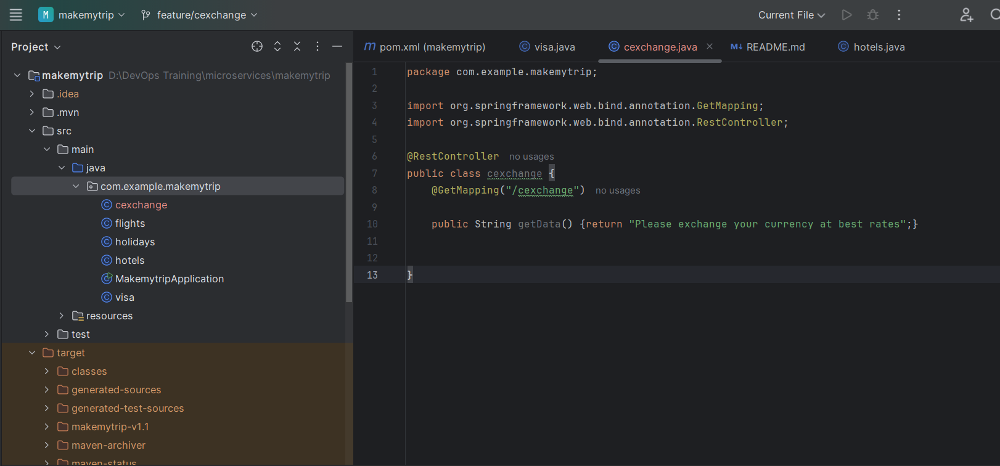 M makemytrip feature/cexchange Current File
Project
makemytrip D:\DevOps Training\microservices\makemytrip
.idea
.mvn
src
main
java
com.example.makemytrip
cexchange
flights
holidays
hotels
MakemytripApplication
visa
resources
test
target
classes
generated-sources
generated-test-sources
makemytrip-v1.1
maven-archiver
maven-status
m pom.xml (makemytrip) C visa.java C cexchange.java M↓ README.md C hotels.java
1 package com.example.makemytrip;
2
3 import org.springframework.web.bind.annotation.GetMapping;
4 import org.springframework.web.bind.annotation.RestController;
5
6 @RestController no usages
7 public class cexchange {
8 @GetMapping("/cexchange") no usages
9
10 public String getData() {return "Please exchange your currency at best rates";}
11
12
13 }